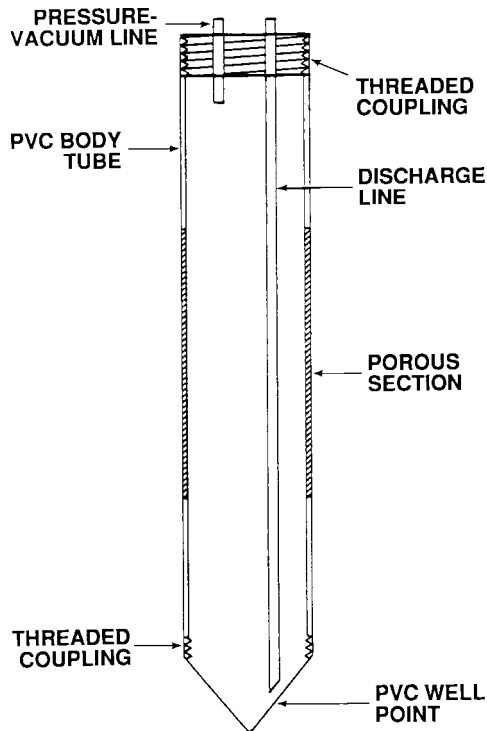 PRESSURE-
VACUUM LINE
THREADED
COUPLING
PVC BODY
TUBE
DISCHARGE
LINE
POROUS
SECTION
THREADED
COUPLING
PVC WELL
POINT